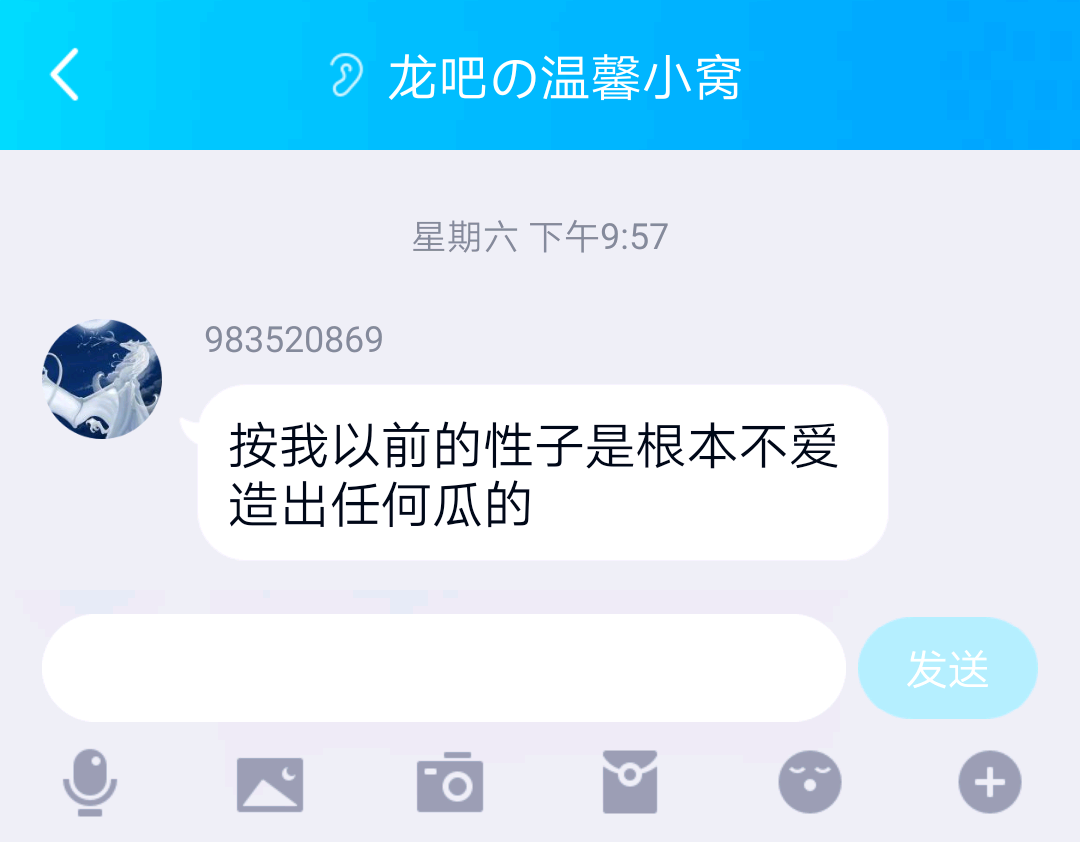 龙吧の温馨小窝
星期六 下午9:57
983520869
按我以前的性子是根本不爱
造出任何瓜的
发送